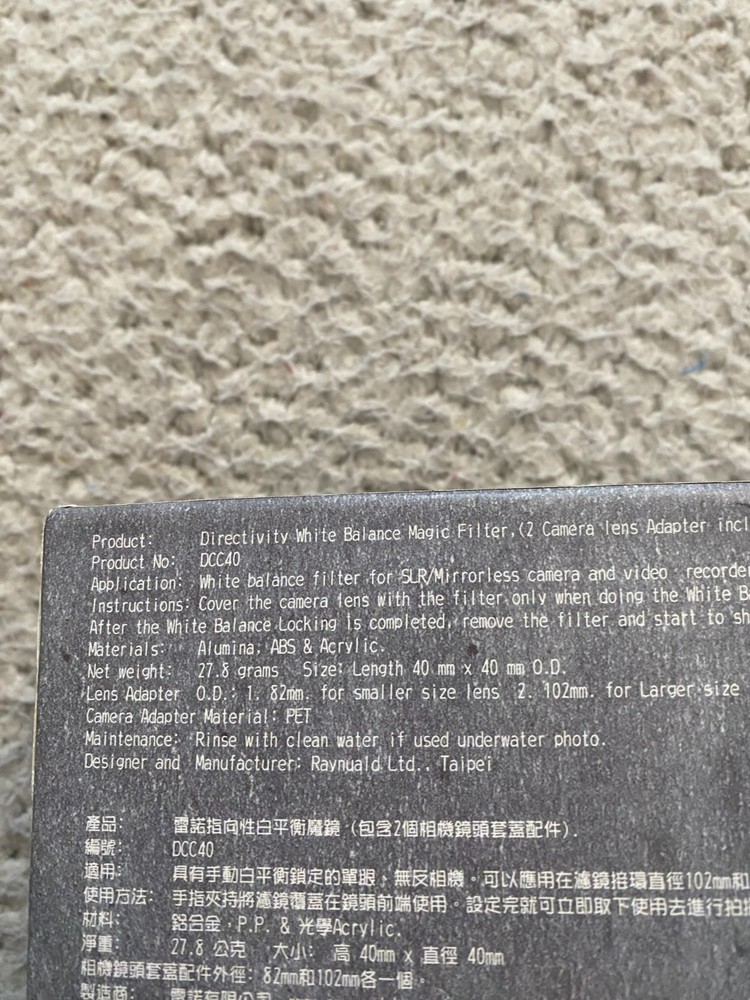 Product: Directivity White Balance Magic Filter,(2 Camera lens Adapter incl
Product No: DCC40
Application: White balance filter for SLR/Mirrorless camera and video recorder
Instructions: Cover the camera lens with the filter only when doing the White B
After the White Balance Locking is completed, remove the filter and start to sh
Materials: Alumina, ABS & Acrylic.
Net weight: 27.8 grams Size: Length 40 mm x 40 mm O.D.
Lens Adapter O.D.: 1. 82mm. for smaller size lens 2. 102mm. for Larger size
Camera Adapter Material: PET
Maintenance: Rinse with clean water if used underwater photo.
Designer and Manufacturer: Raynuald Ltd., Taipei
產品: 雷諾指向性白平衡魔鏡 (包含2個相機鏡頭套蓋配件).
編號: DCC40
適用: 具有手動白平衡鎖定的單眼、無反相機。可以應用在濾鏡接環直徑102mm和
使用方法: 手指夾持將濾鏡覆蓋在鏡頭前端使用。設定完就可立即取下使用去進行拍
材料: 鋁合金，P.P. & 光學Acrylic.
淨重: 27.8 公克 大小: 高 40mm x 直徑 40mm
相機鏡頭套蓋配件外徑: 82mm和102mm各一個。
製造商: 雷諾有限公司